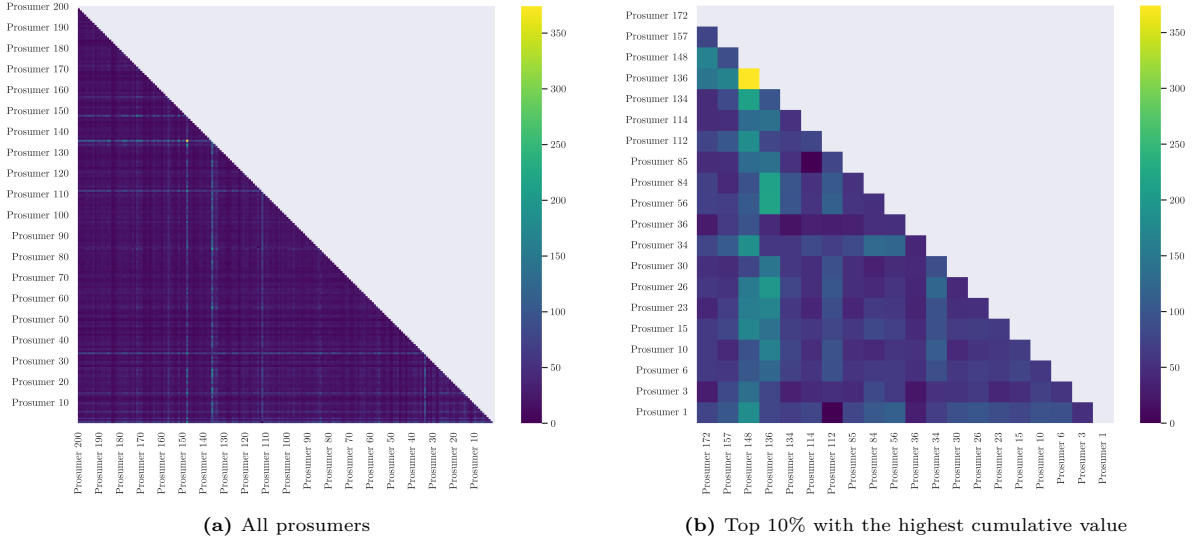 Prosumer 200
Prosumer 190
Prosumer 180
Prosumer 170
Prosumer 160
Prosumer 150
Prosumer 140
Prosumer 130
Prosumer 120
Prosumer 110
Prosumer 100
Prosumer 90
Prosumer 80
Prosumer 70
Prosumer 60
Prosumer 50
Prosumer 40
Prosumer 30
Prosumer 20
Prosumer 10
Prosumer 200
Prosumer 190
Prosumer 180
Prosumer 170
Prosumer 160
Prosumer 150
Prosumer 140
Prosumer 130
Prosumer 120
Prosumer 110
Prosumer 100
Prosumer 90
Prosumer 80
Prosumer 70
Prosumer 60
Prosumer 50
Prosumer 40
Prosumer 30
Prosumer 20
Prosumer 10
350
300
250
200
150
100
50
0
(a) All prosumers
Prosumer 172
Prosumer 157
Prosumer 148
Prosumer 136
Prosumer 134
Prosumer 114
Prosumer 112
Prosumer 85
Prosumer 84
Prosumer 56
Prosumer 36
Prosumer 34
Prosumer 30
Prosumer 26
Prosumer 23
Prosumer 15
Prosumer 10
Prosumer 6
Prosumer 3
Prosumer 1
Prosumer 172
Prosumer 157
Prosumer 148
Prosumer 136
Prosumer 134
Prosumer 114
Prosumer 112
Prosumer 85
Prosumer 84
Prosumer 56
Prosumer 36
Prosumer 34
Prosumer 30
Prosumer 26
Prosumer 23
Prosumer 15
Prosumer 10
Prosumer 6
Prosumer 3
Prosumer 1
350
300
250
200
150
100
50
0
(b) Top 10% with the highest cumulative value